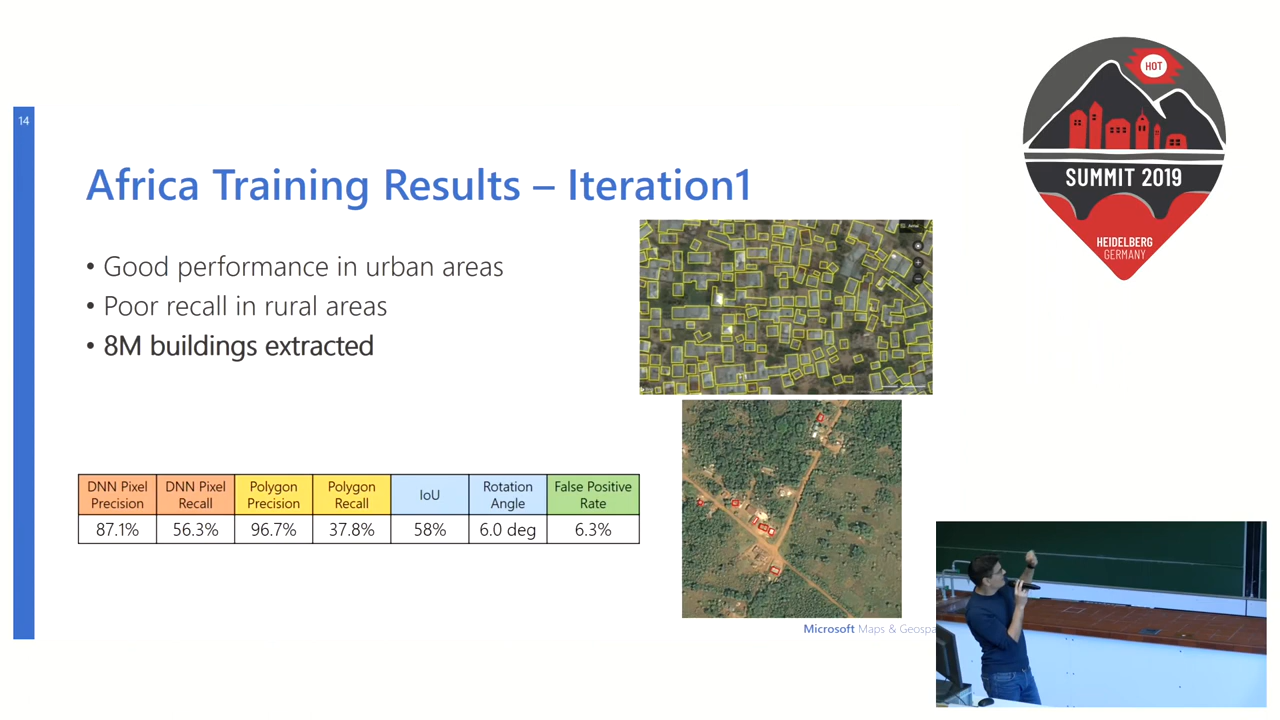 14
Africa Training Results – Iteration1
• Good performance in urban areas
• Poor recall in rural areas
• 8M buildings extracted
DNN Pixel Precision
DNN Pixel Recall
Polygon Precision
Polygon Recall
IoU
Rotation Angle
False Positive Rate
87.1%
56.3%
96.7%
37.8%
58%
6.0 deg
6.3%
Microsoft Maps & Geospa
HOT
SUMMIT 2019
HEIDELBERG
GERMANY